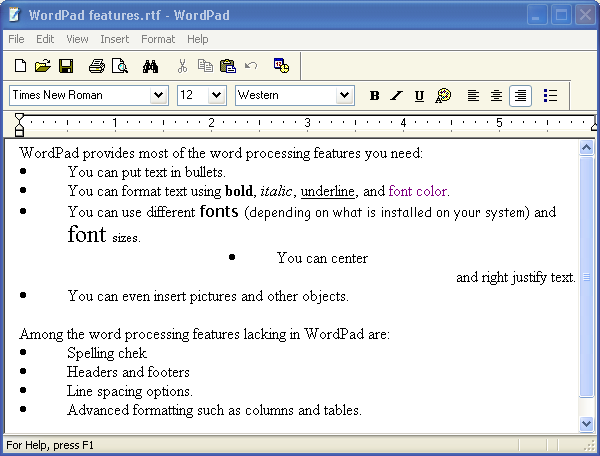 WordPad features.rtf - WordPad
File Edit View Insert Format Help
Times New Roman 12 Western B I U
1 2 3 4 5
WordPad provides most of the word processing features you need:
• You can put text in bullets.
• You can format text using bold, italic, underline, and font color.
• You can use different fonts (depending on what is installed on your system) and
font sizes.
• You can center
and right justify text.
• You can even insert pictures and other objects.
Among the word processing features lacking in WordPad are:
• Spelling chek
• Headers and footers
• Line spacing options.
• Advanced formatting such as columns and tables.
For Help, press F1